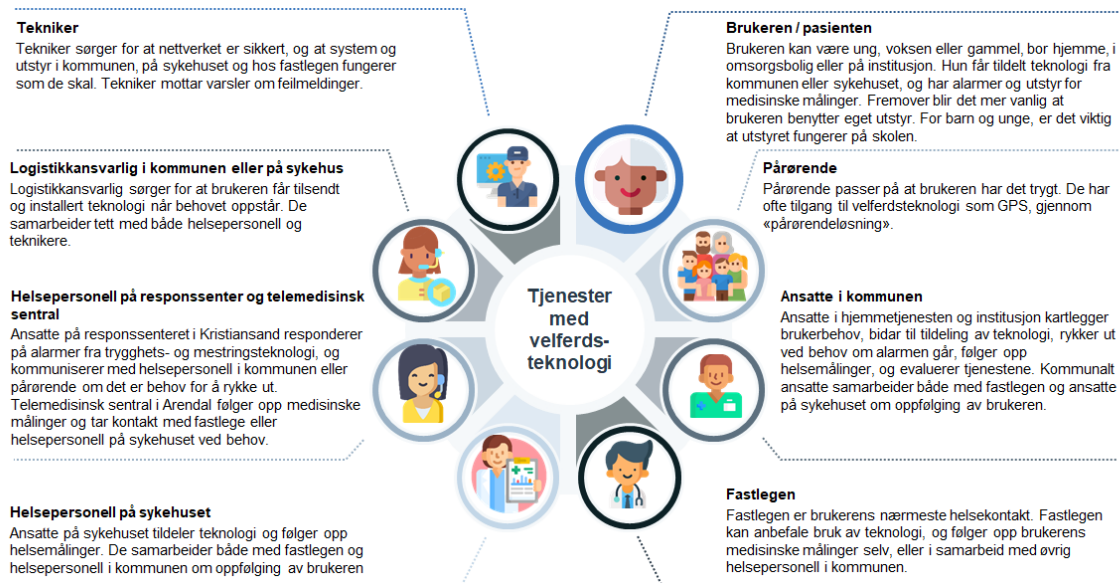 Tekniker
Tekniker sørger for at nettverket er sikkert, og at system og
utstyr i kommunen, på sykehuset og hos fastlegen fungerer
som de skal. Tekniker mottar varsler om feilmeldinger.
Logistikkansvarlig i kommunen eller på sykehus
Logistikkansvarlig sørger for at brukeren får tilsendt
og installert teknologi når behovet oppstår. De
samarbeider tett med både helsepersonell og
teknikere.
Helsepersonell på responssenter og telemedisinsk
sentral
Ansatte på responssenteret i Kristiansand responderer
på alarmer fra trygghets- og mestringsteknologi, og
kommuniserer med helsepersonell i kommunen eller
pårørende om det er behov for å rykke ut.
Telemedisinsk sentral i Arendal følger opp medisinske
målinger og tar kontakt med fastlege eller
helsepersonell på sykehuset ved behov.
Helsepersonell på sykehuset
Ansatte på sykehuset tildeler teknologi og følger opp
helsemålinger. De samarbeider både med fastlegen og
helsepersonell i kommunen om oppfølging av brukeren
Tjenester
med
velferds-
teknologi
Brukeren / pasienten
Brukeren kan være ung, voksen eller gammel, bor hjemme, i
omsorgsbolig eller på institusjon. Hun får tildelt teknologi fra
kommunen eller sykehuset, og har alarmer og utstyr for
medisinske målinger. Fremover blir det mer vanlig at
brukeren benytter eget utstyr. For barn og unge, er det viktig
at utstyret fungerer på skolen.
Pårørende
Pårørende passer på at brukeren har det trygt. De har
ofte tilgang til velferdsteknologi som GPS, gjennom
«pårørendeløsning».
Ansatte i kommunen
Ansatte i hjemmetjenesten og institusjon kartlegger
brukerbehov, bidar til tildeling av teknologi, rykker ut
ved behov om alarmen går, følger opp
helsemålinger, og evaluerer tjenestene. Kommunalt
ansatte samarbeider både med fastlegen og ansatte
på sykehuset om oppfølging av brukeren.
Fastlegen
Fastlegen er brukerens nærmeste helsekontakt. Fastlegen
kan anbefale bruk av teknologi, og følger opp brukerens
medisinske målinger selv, eller i samarbeid med øvrig
helsepersonell i kommunen.